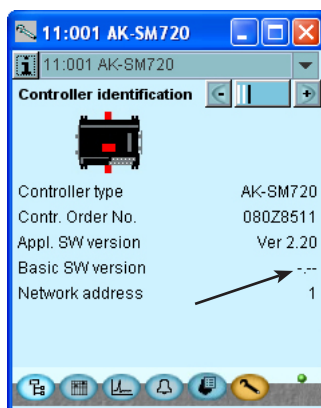 11:001 AK-SM720
11:001 AK-SM720
Controller identification
Controller type AK-SM720
Contr. Order No. 080Z8511
Appl. SW version Ver 2.20
Basic SW version -.--
Network address 1